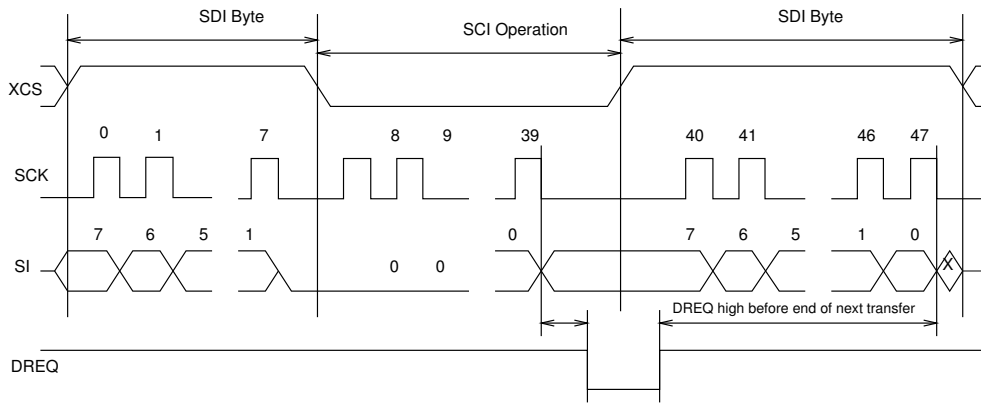 SDI Byte SCI Operation SDI Byte
XCS
0 1 7 8 9 39 40 41 46 47
SCK
7 6 5 1 0 0 0 7 6 5 1 0
SI X
DREQ high before end of next transfer
DREQ